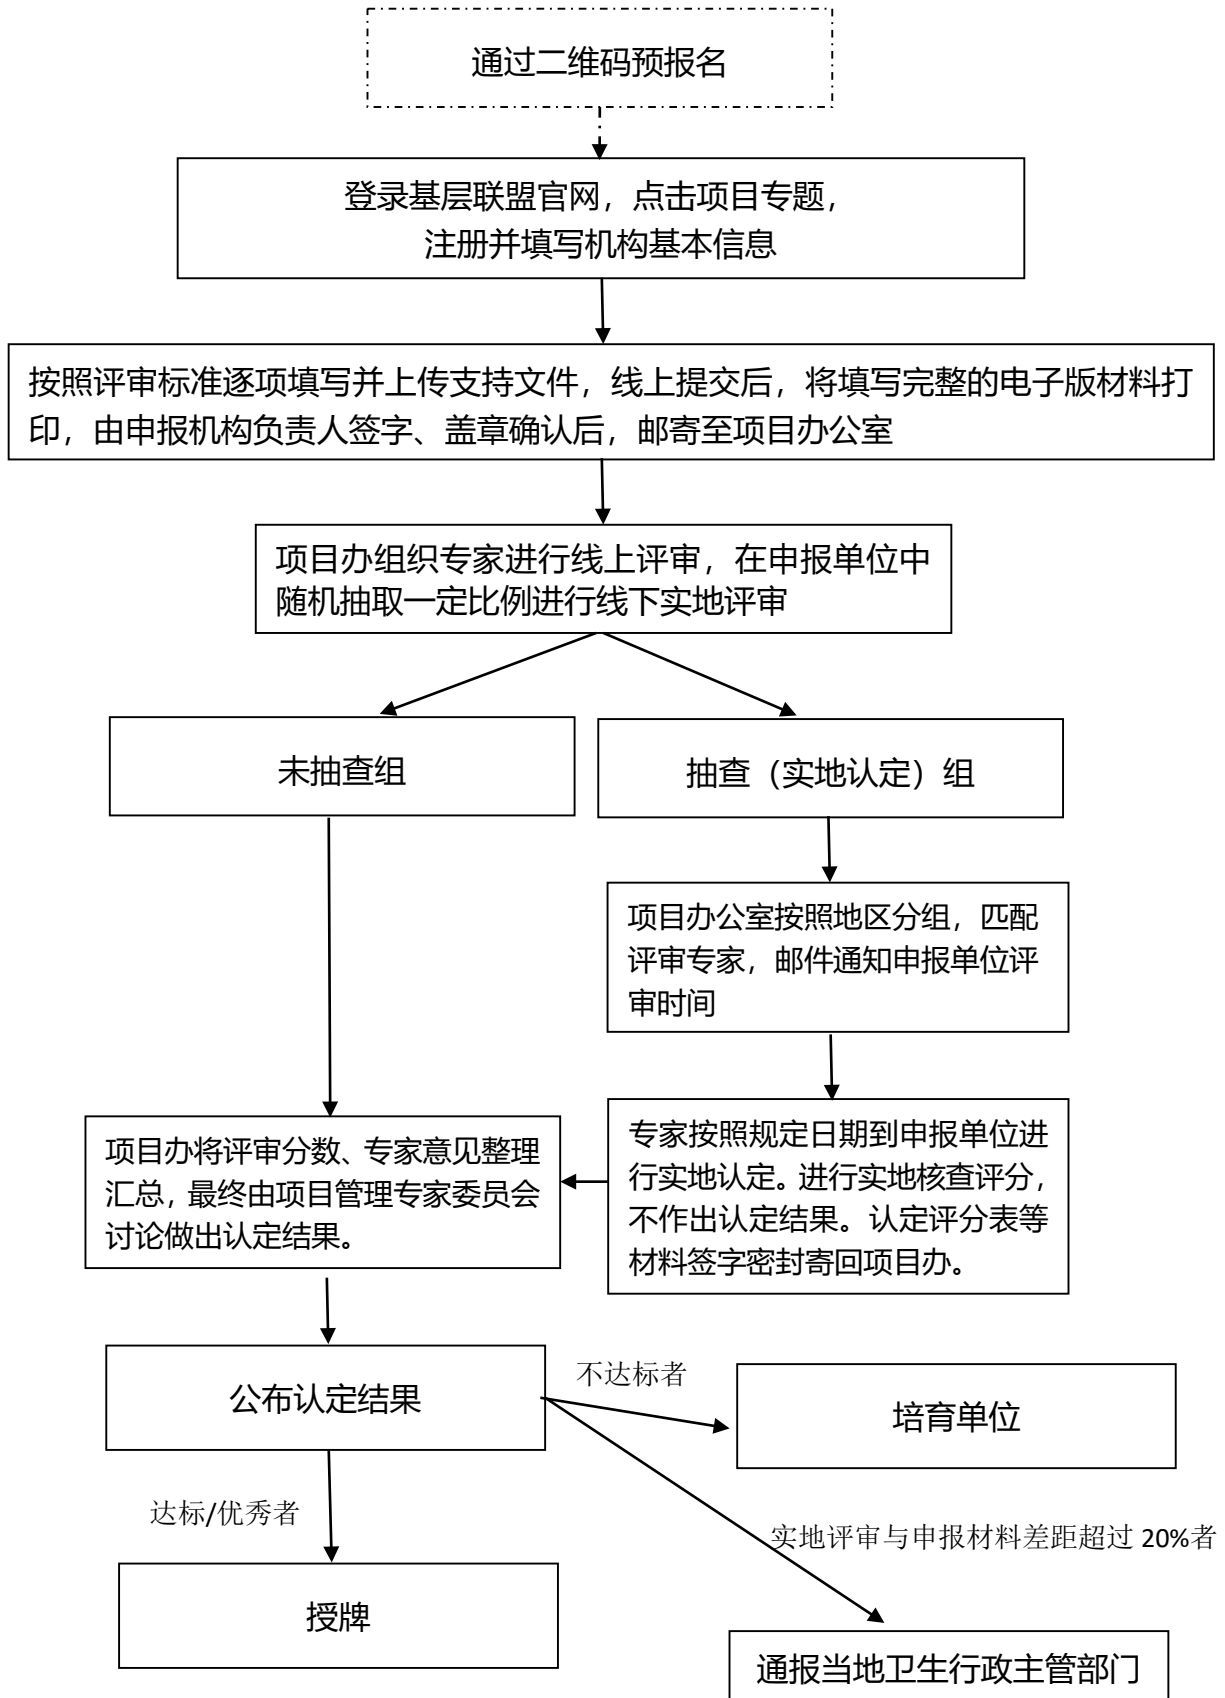 通过二维码预报名
登录基层联盟官网，点击项目专题，
注册并填写机构基本信息
按照评审标准逐项填写并上传支持文件，线上提交后，将填写完整的电子版材料打
印，由申报机构负责人签字、盖章确认后，邮寄至项目办公室
项目办组织专家进行线上评审，在申报单位中
随机抽取一定比例进行线下实地评审
未抽查组
抽查（实地认定）组
项目办公室按照地区分组，匹配
评审专家，邮件通知申报单位评
审时间
项目办将评审分数、专家意见整理
汇总，最终由项目管理专家委员会
讨论做出认定结果。
专家按照规定日期到申报单位进
行实地认定。进行实地核查评分，
不作出认定结果。认定评分表等
材料签字密封寄回项目办。
公布认定结果
不达标者
培育单位
达标/优秀者
实地评审与申报材料差距超过 20%者
授牌
通报当地卫生行政主管部门